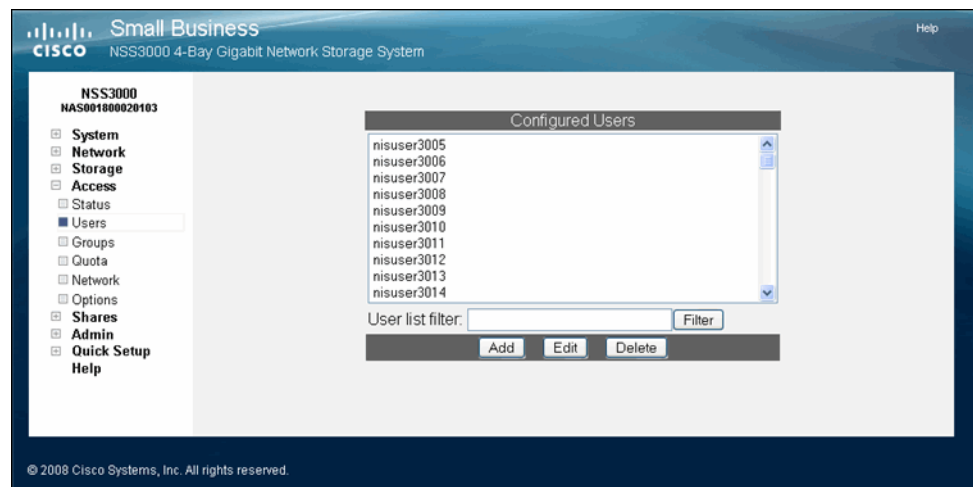 Small Business
Help
CISCO NSS3000 4-Bay Gigabit Network Storage System
NSS3000
NAS001800020103
System
Network
Storage
Access
Status
Users
Groups
Quota
Network
Options
Shares
Admin
Quick Setup
Help
Configured Users
nisuser3005
nisuser3006
nisuser3007
nisuser3008
nisuser3009
nisuser3010
nisuser3011
nisuser3012
nisuser3013
nisuser3014
User list filter: Filter
Add Edit Delete
© 2008 Cisco Systems, Inc. All rights reserved.